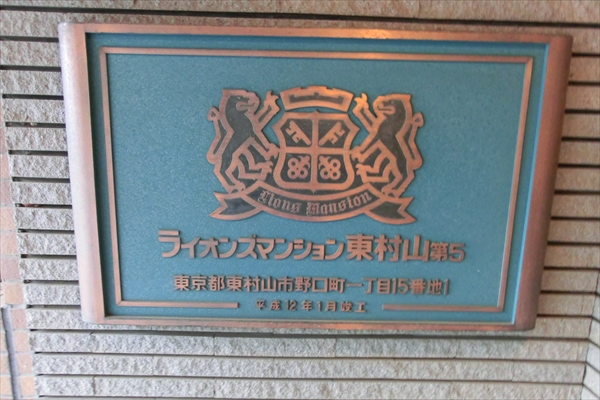 Lions Mansion
ライオンズマンション東村山第5
東京都東村山市野口町一丁目15番地1
平成12年1月竣工